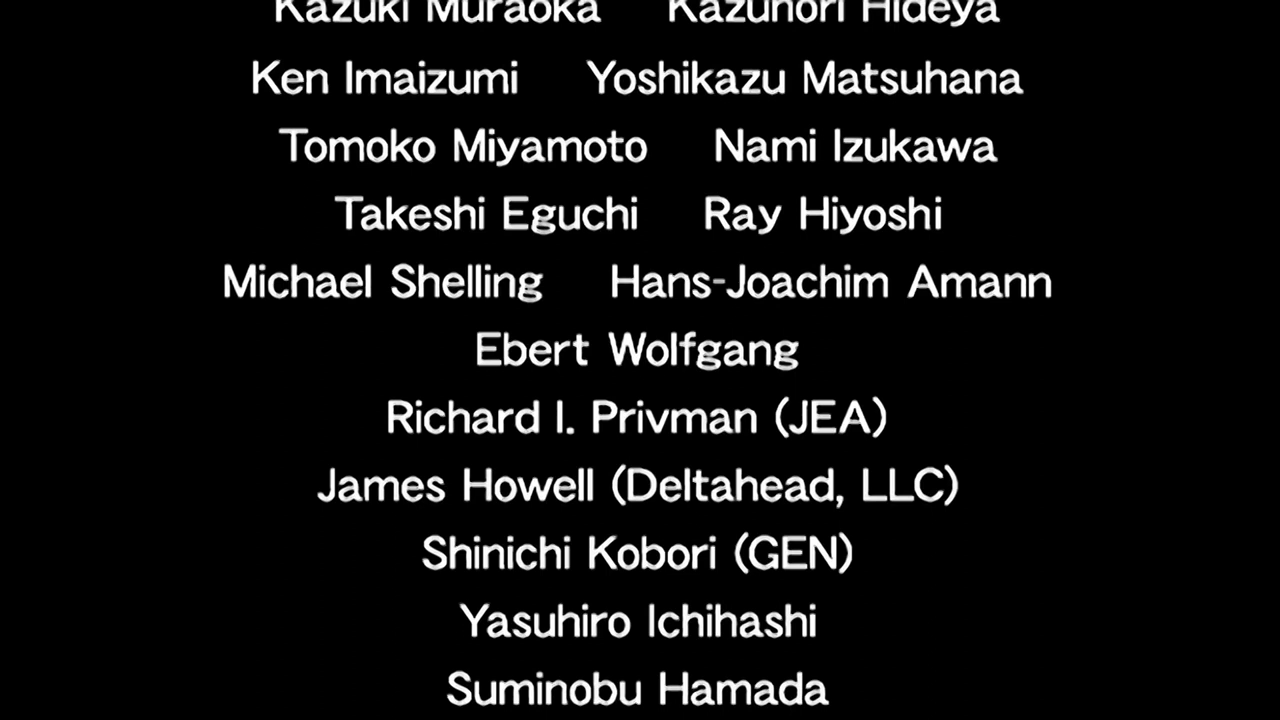 Kazuki Muraoka Kazunori Hideya
Ken Imaizumi Yoshikazu Matsuhana
Tomoko Miyamoto Nami Izukawa
Takeshi Eguchi Ray Hiyoshi
Michael Shelling Hans-Joachim Amann
Ebert Wolfgang
Richard I. Privman (JEA)
James Howell (Deltahead, LLC)
Shinichi Kobori (GEN)
Yasuhiro Ichihashi
Suminobu Hamada